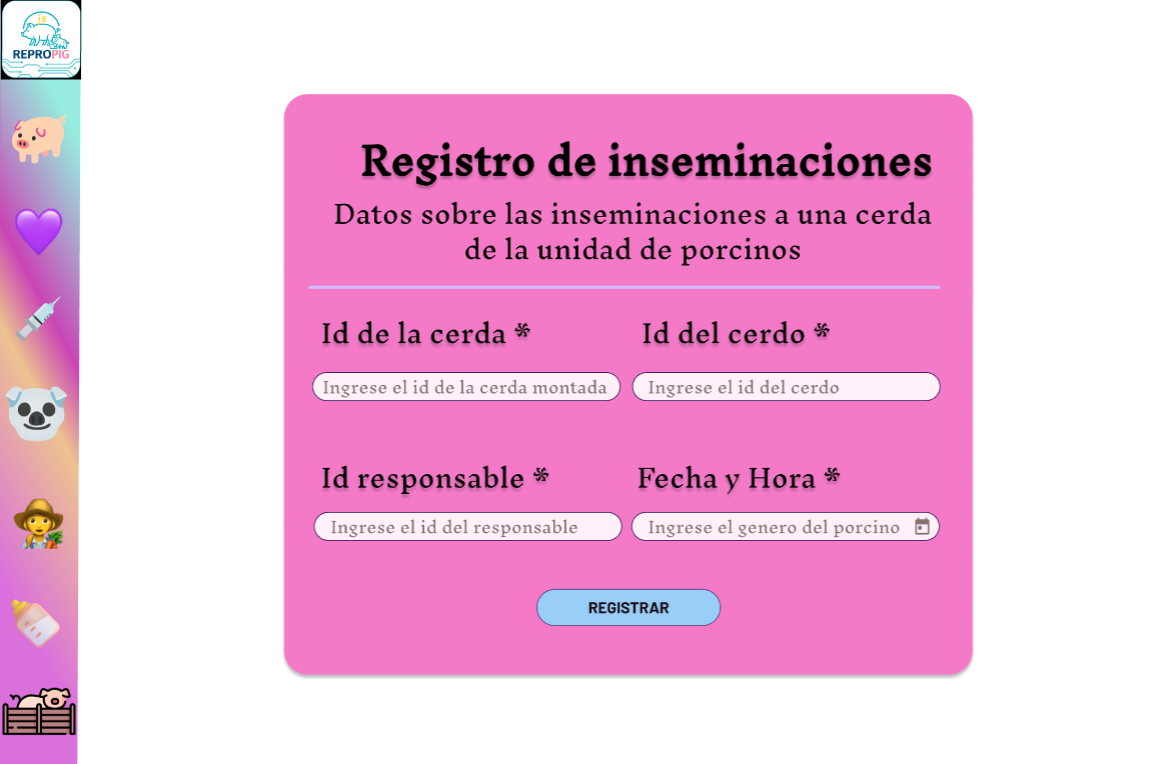 is
REPROPIG
Registro de inseminaciones
Datos sobre las inseminaciones a una cerda
de la unidad de porcinos
Id de la cerda *
Id del cerdo *
Ingrese el id de la cerda montada
Ingrese el id del cerdo
Id responsable *
Fecha y Hora *
Ingrese el id del responsable
Ingrese el genero del porcino
REGISTRAR